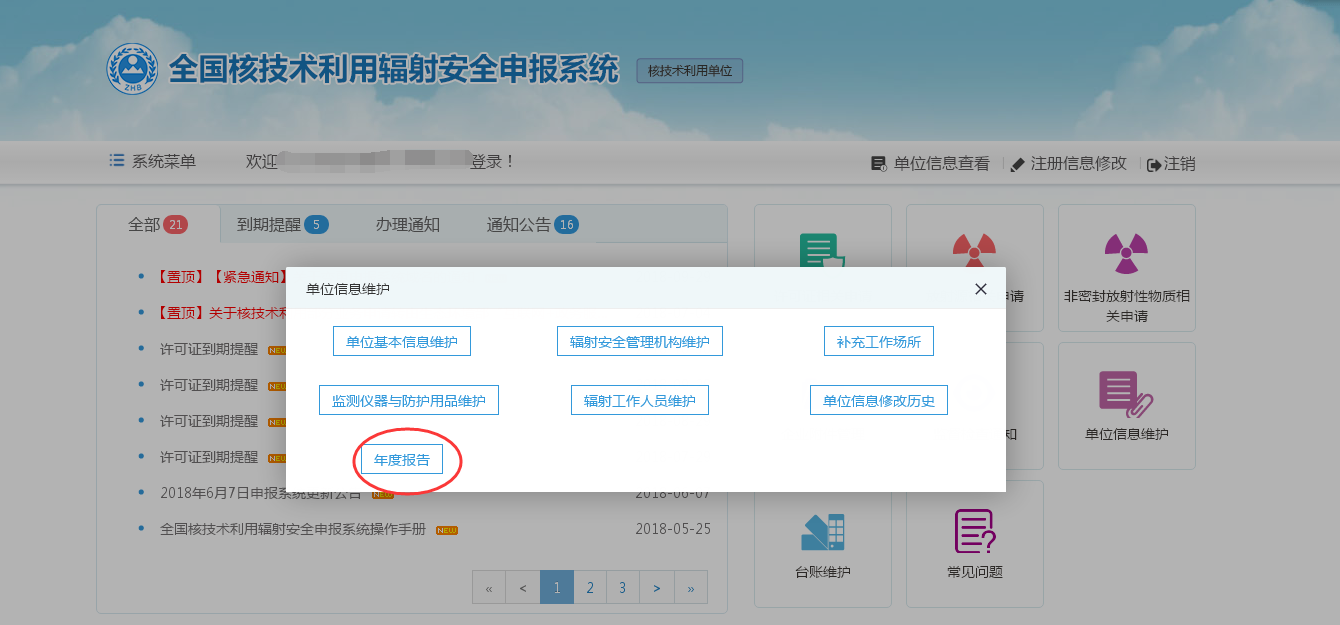 全国核技术利用辐射安全申报系统 核技术利用单位
ZHB
系统菜单 欢迎 登录！ 单位信息查看 注册信息修改 注销
全部 21 到期提醒 5 办理通知 通知公告 16
【置顶】【紧急通知】
【置顶】关于核技术利
许可证到期提醒 NEW
许可证到期提醒 NEW
许可证到期提醒 NEW
许可证到期提醒 NEW
2018年6月7日申报系统更新公告 NEW 2018-06-07
全国核技术利用辐射安全申报系统操作手册 NEW 2018-05-25
« < 1 2 3 > »
单位信息维护 ×
单位基本信息维护 辐射安全管理机构维护 补充工作场所
监测仪器与防护用品维护 辐射工作人员维护 单位信息修改历史
年度报告
请
非密封放射性物质相
关申请
知
单位信息维护
台账维护
常见问题